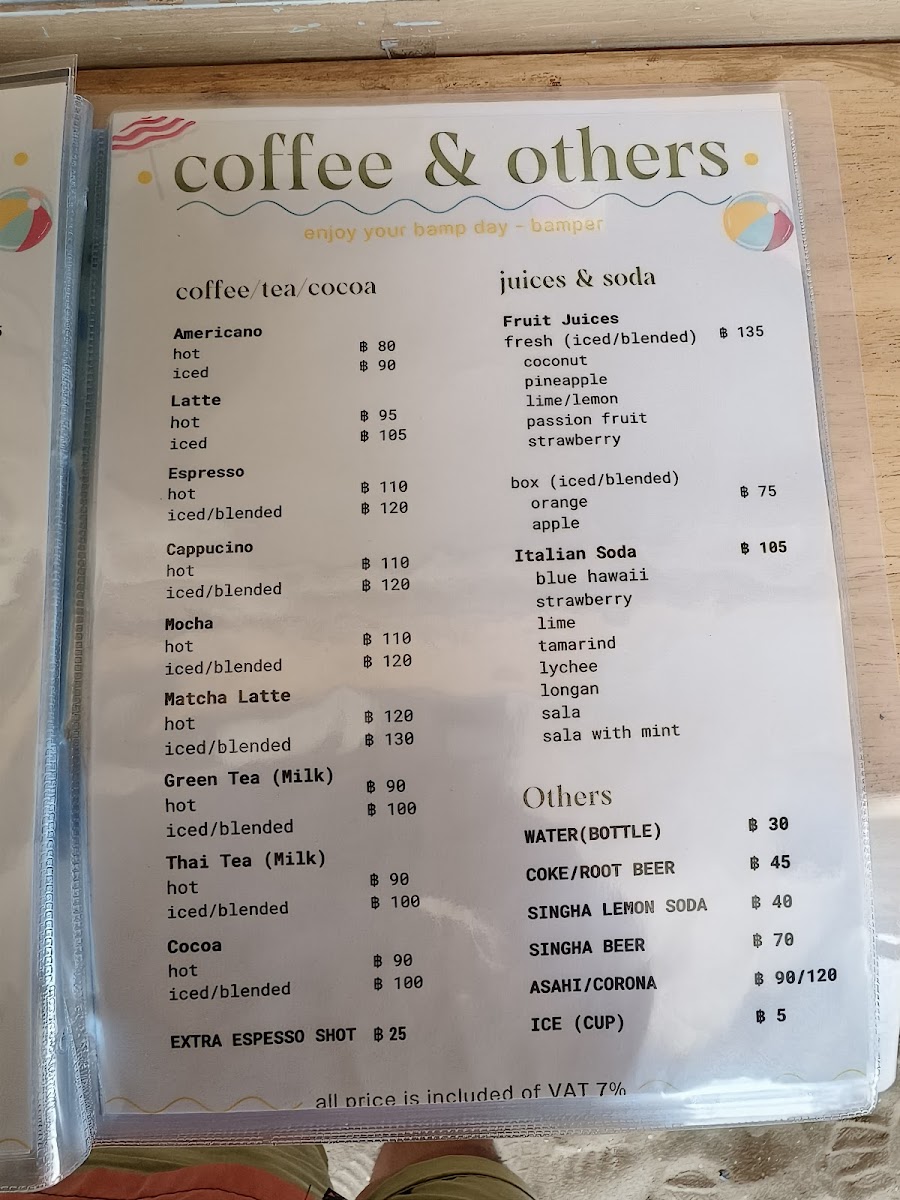 coffee & others
enjoy your bamp day - bamper
coffee/tea/cocoa
Americano
hot ฿ 80
iced ฿ 90
Latte
hot ฿ 95
iced ฿ 105
Espresso
hot ฿ 110
iced/blended ฿ 120
Cappucino
hot ฿ 110
iced/blended ฿ 120
Mocha
hot ฿ 110
iced/blended ฿ 120
Matcha Latte
hot ฿ 120
iced/blended ฿ 130
Green Tea (Milk)
hot ฿ 90
iced/blended ฿ 100
Thai Tea (Milk)
hot ฿ 90
iced/blended ฿ 100
Cocoa
hot ฿ 90
iced/blended ฿ 100
EXTRA ESPESSO SHOT ฿ 25
juices & soda
Fruit Juices
fresh (iced/blended) ฿ 135
coconut
pineapple
lime/lemon
passion fruit
strawberry
box (iced/blended) ฿ 75
orange
apple
Italian Soda ฿ 105
blue hawaii
strawberry
lime
tamarind
lychee
longan
sala
sala with mint
Others
WATER(BOTTLE) ฿ 30
COKE/ROOT BEER ฿ 45
SINGHA LEMON SODA ฿ 40
SINGHA BEER ฿ 70
ASAHI/CORONA ฿ 90/120
ICE (CUP) ฿ 5
all price is included of VAT 7%